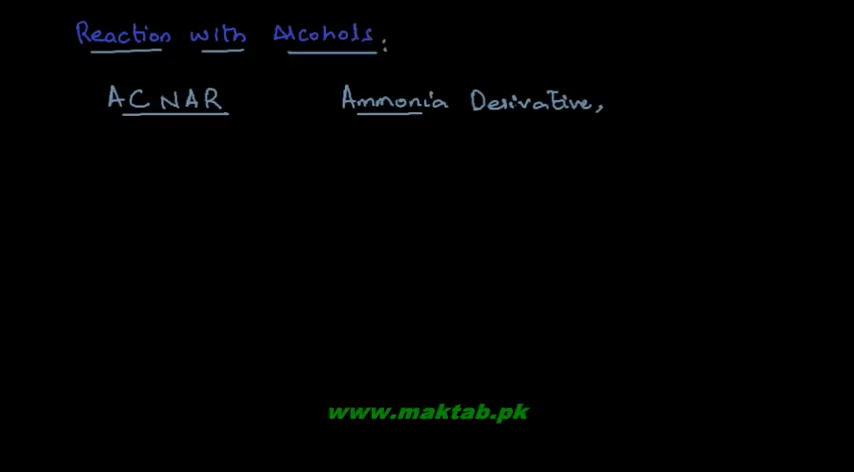 Reaction with Alcohols:
ACNAR Ammonia Derivative,
www.maktab.pk